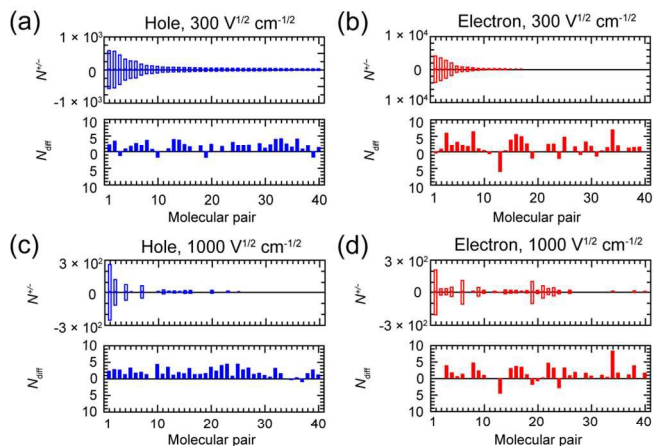 (a) Hole, 300 V1/2 cm-1/2
1 × 10³
N+/-
0
-1 × 10³
10
5
Ndiff
0
5
10
1 10 20 30 40
Molecular pair
(b) Electron, 300 V1/2 cm-1/2
1 × 10⁴
N+/-
0
1 × 10⁴
10
5
Ndiff
0
5
10
1 10 20 30 40
Molecular pair
(c) Hole, 1000 V1/2 cm-1/2
3 × 10²
N+/-
0
-3 × 10²
10
5
Ndiff
0
5
10
1 10 20 30 40
Molecular pair
(d) Electron, 1000 V1/2 cm-1/2
3 × 10²
N+/-
0
-3 × 10²
10
5
Ndiff
0
5
10
1 10 20 30 40
Molecular pair